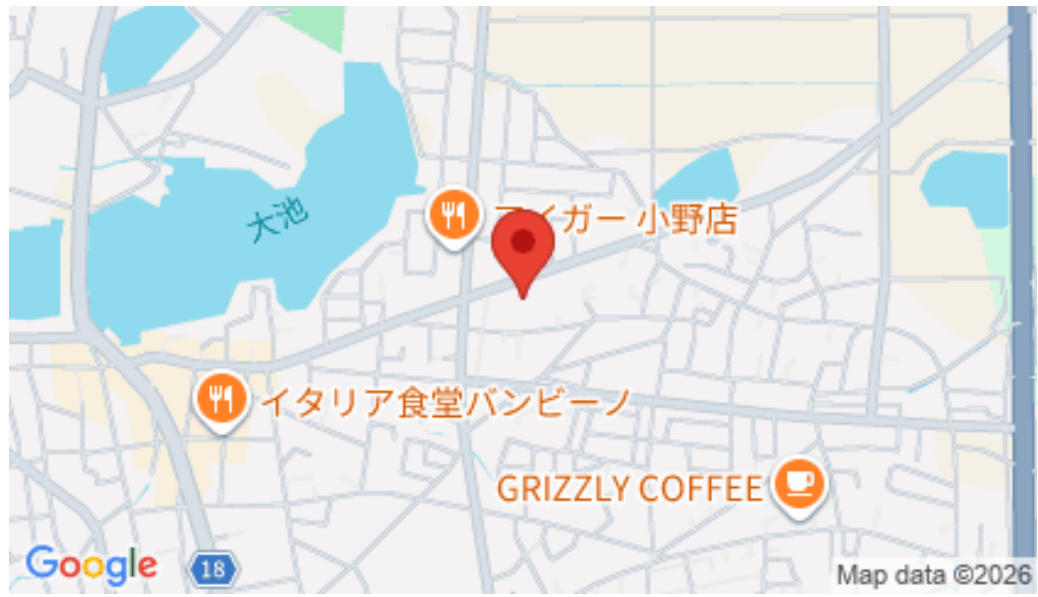 大池
イガー 小野店
イタリア食堂バンビーノ
GRIZZLY COFFEE
Google
18
Map data ©2026